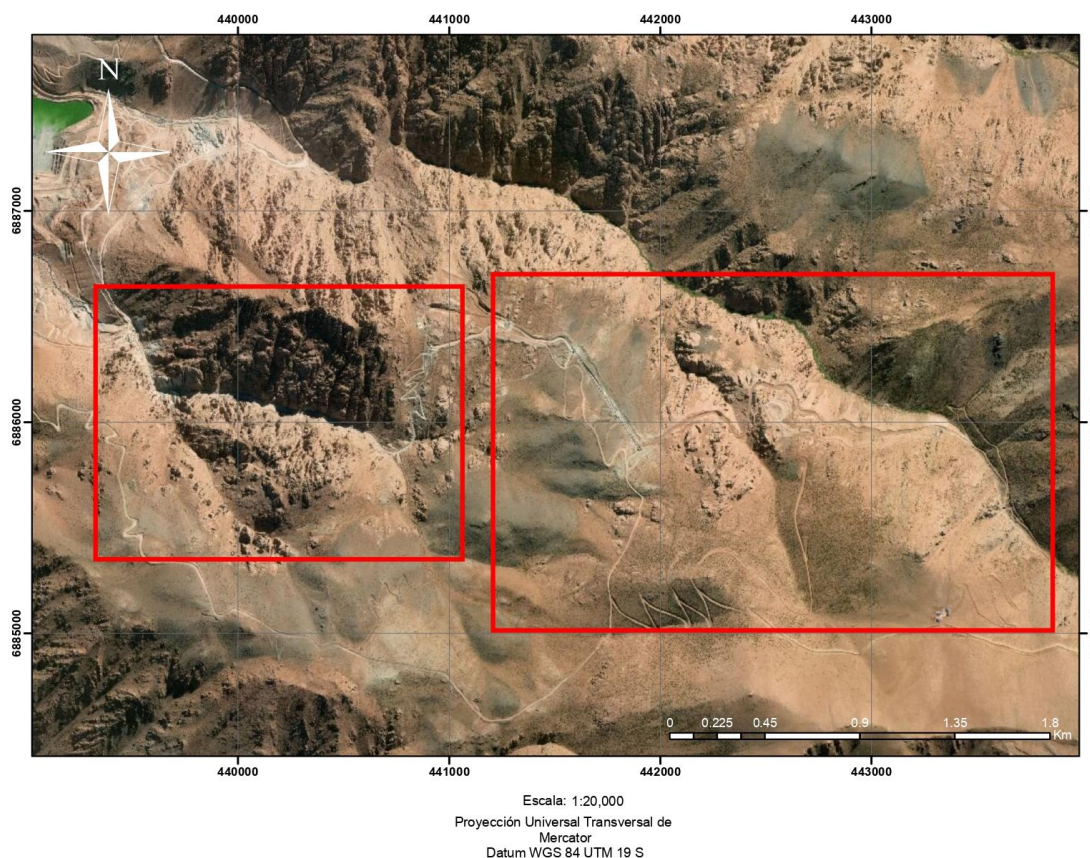 440000 441000 442000 443000
N
6887000
6886000
6885000
0 0.225 0.45 0.9 1.35 1.8
Km
440000 441000 442000 443000
Escala: 1:20,000
Proyección Universal Transversal de
Mercator
Datum WGS 84 UTM 19 S